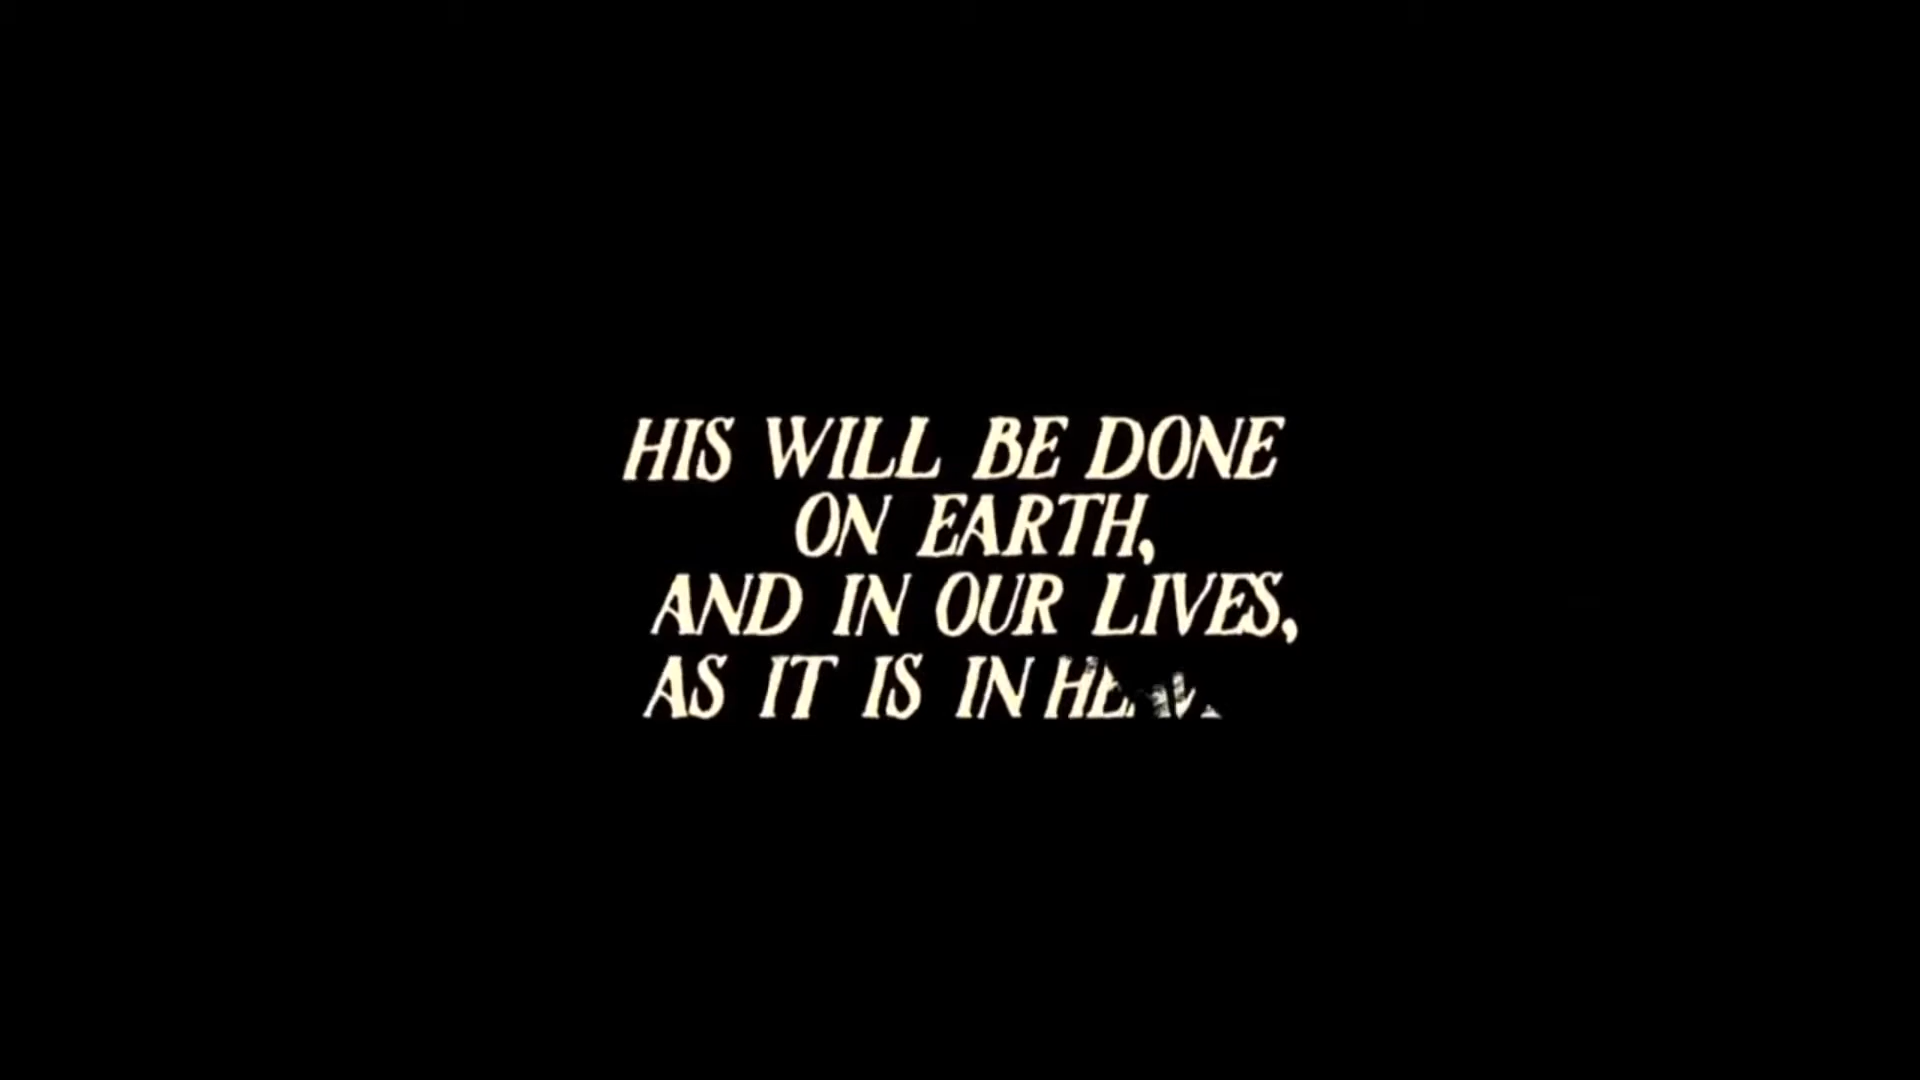 HIS WILL BE DONE
ON EARTH,
AND IN OUR LIVES,
AS IT IS IN